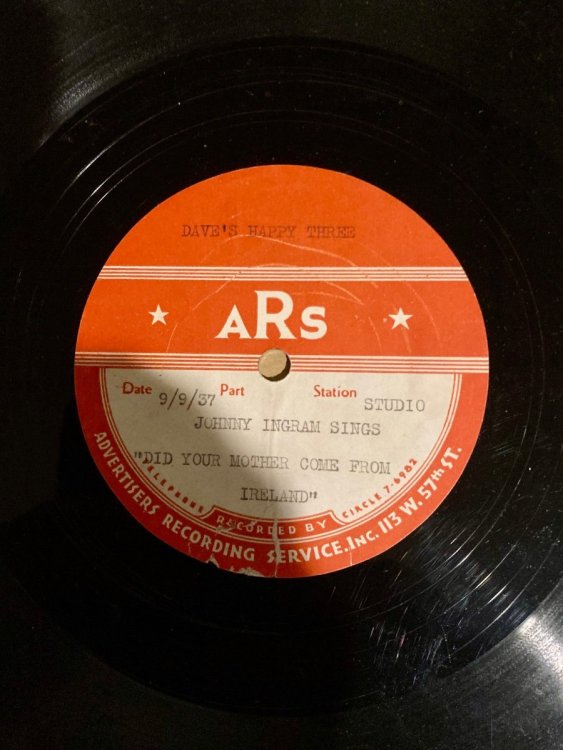 DAVE'S HAPPY THREE
ARS
Date 9/9/37 Part Station STUDIO
JOHNNY INGRAM SINGS
"DID YOUR MOTHER COME FROM
IRELAND"
TELEPHONE RECORDED BY CIRCLE 7-6982
ADVERTISERS RECORDING SERVICE, INC. 113 W. 57th ST.